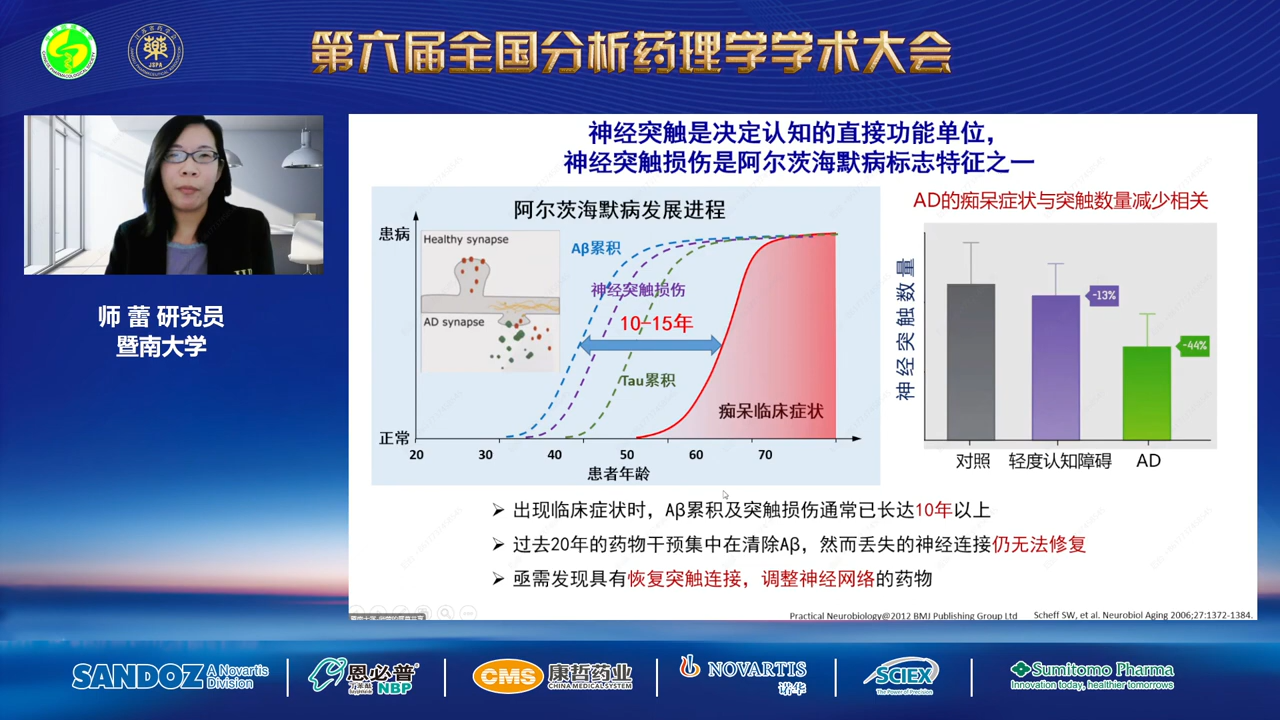 第六届全国分析药理学学术大会
JSPA
师 蕾 研究员
暨南大学
神经突触是决定认知的直接功能单位，
神经突触损伤是阿尔茨海默病标志特征之一
阿尔茨海默病发展进程
患病
Healthy synapse
AD synapse
Aβ累积
神经突触损伤
10-15年
Tau累积
痴呆临床症状
正常
20 30 40 50 60 70
患者年龄
AD的痴呆症状与突触数量减少相关
神经突触数量
-13%
-44%
对照 轻度认知障碍 AD
出现临床症状时，Aβ累积及突触损伤通常已长达10年以上
过去20年的药物干预集中在清除Aβ，然而丢失的神经连接仍无法修复
亟需发现具有恢复突触连接，调整神经网络的药物
Practical Neurobiology@2012 BMJ Publishing Group Ltd
Scheff SW, et al. Neurobiol Aging 2006;27:1372-1384.
SANDOZ A Novartis Division
恩必普 NBP
CMS 康哲药业
CHINA MEDICAL SYSTEM
NOVARTIS
诺华
SCIEX
The Power of Precision
Sumitomo Pharma
Innovation today, healthier tomorrows